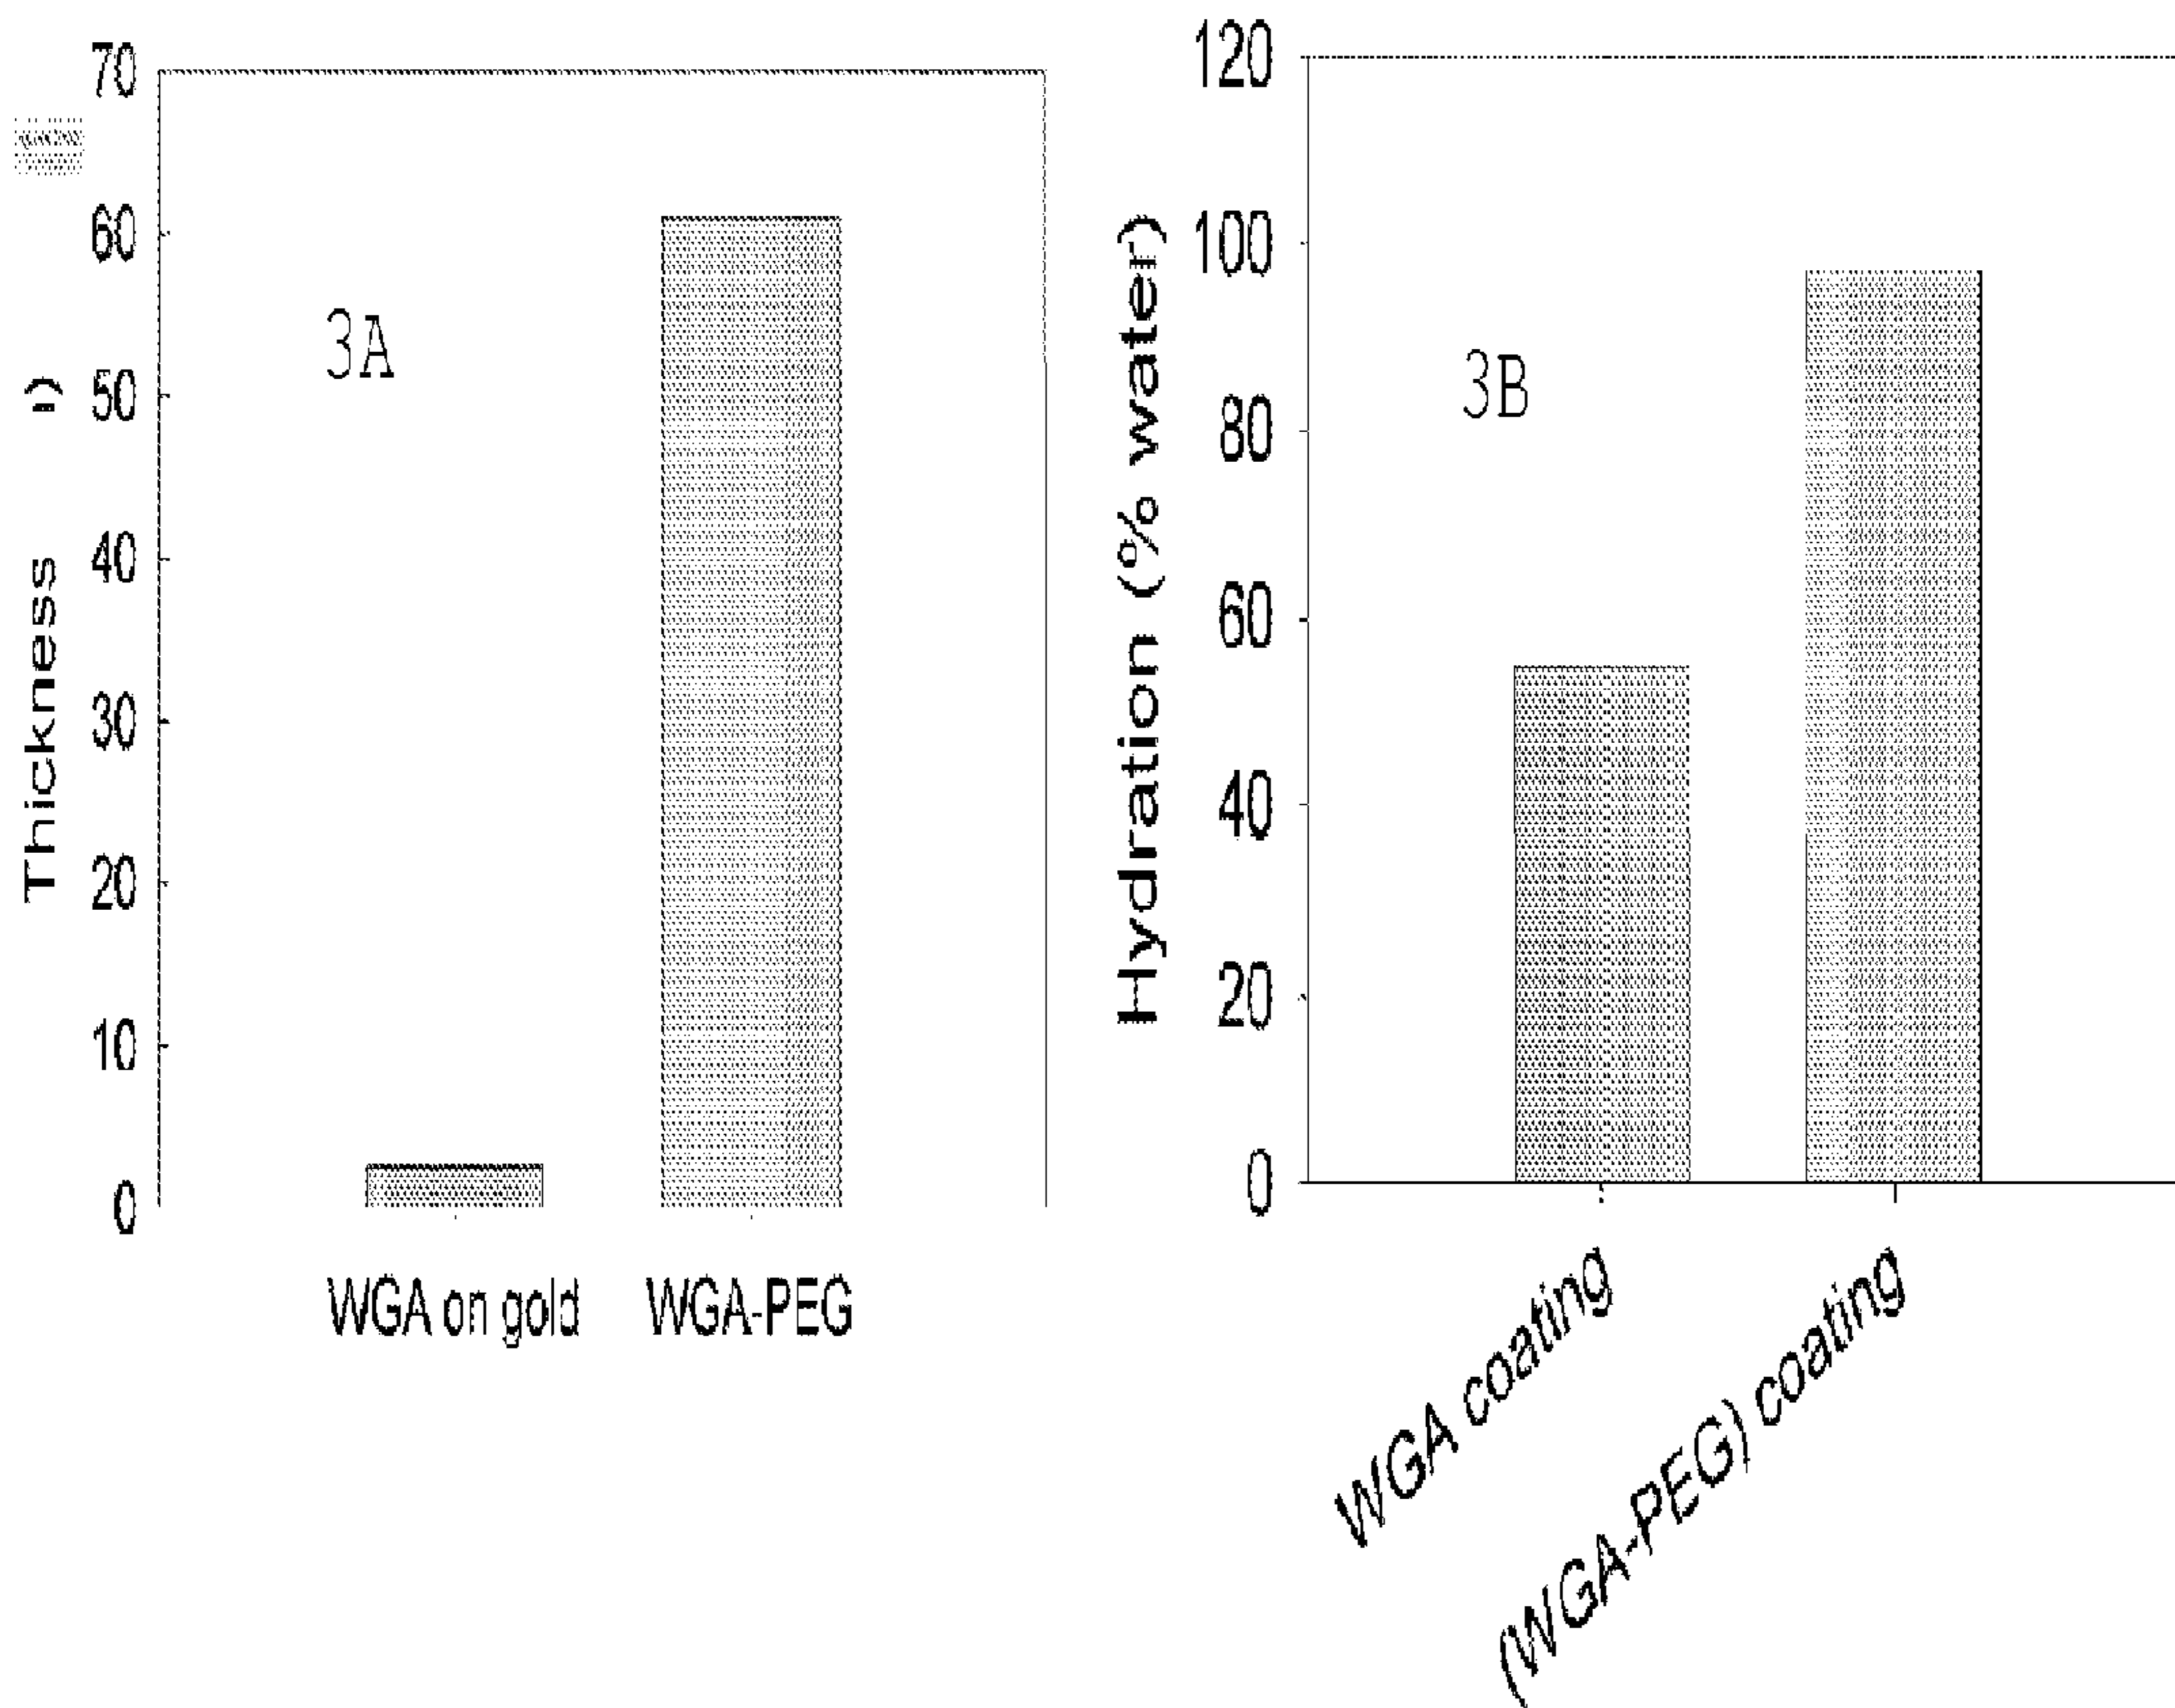 70
60
50
40
30
20
10
0
Thickness
3A
WGA on gold
WGA-PEG
120
100
80
60
40
20
0
Hydration (% water)
3B
WGA coating
(WGA-PEG) coating